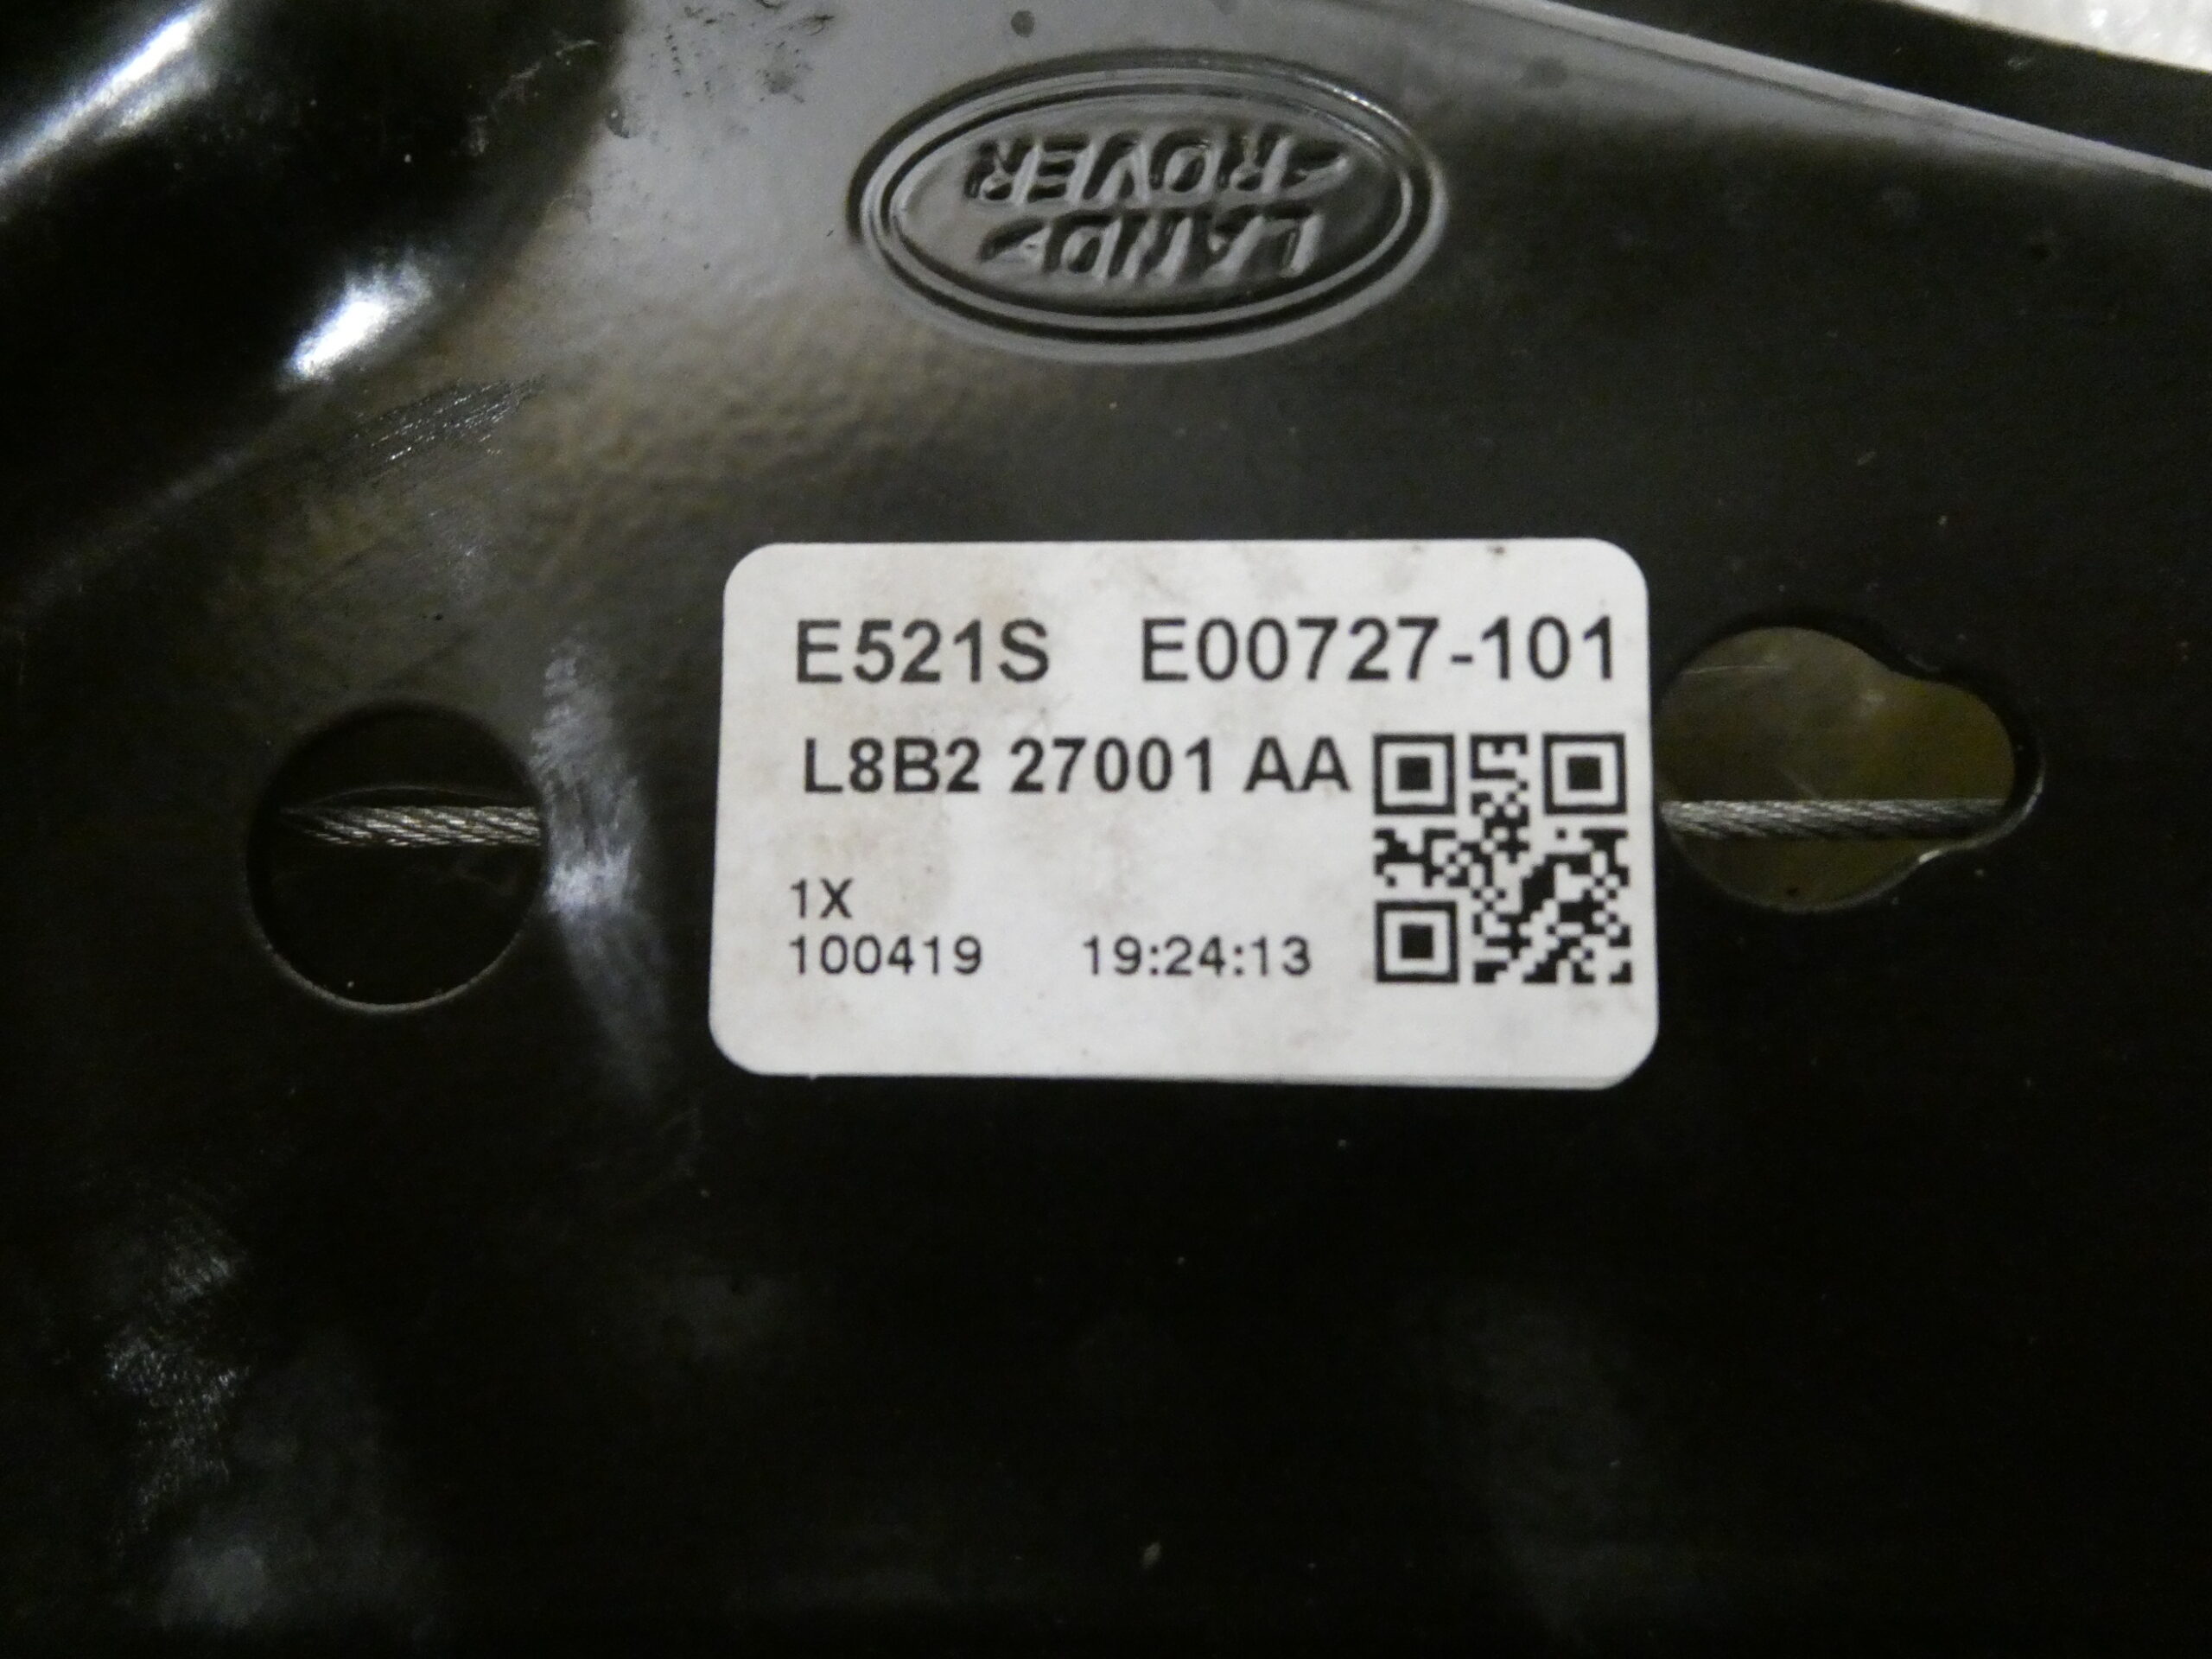 LAND
ROVER
E521S E00727-101
L8B2 27001 AA
1X
100419 19:24:13